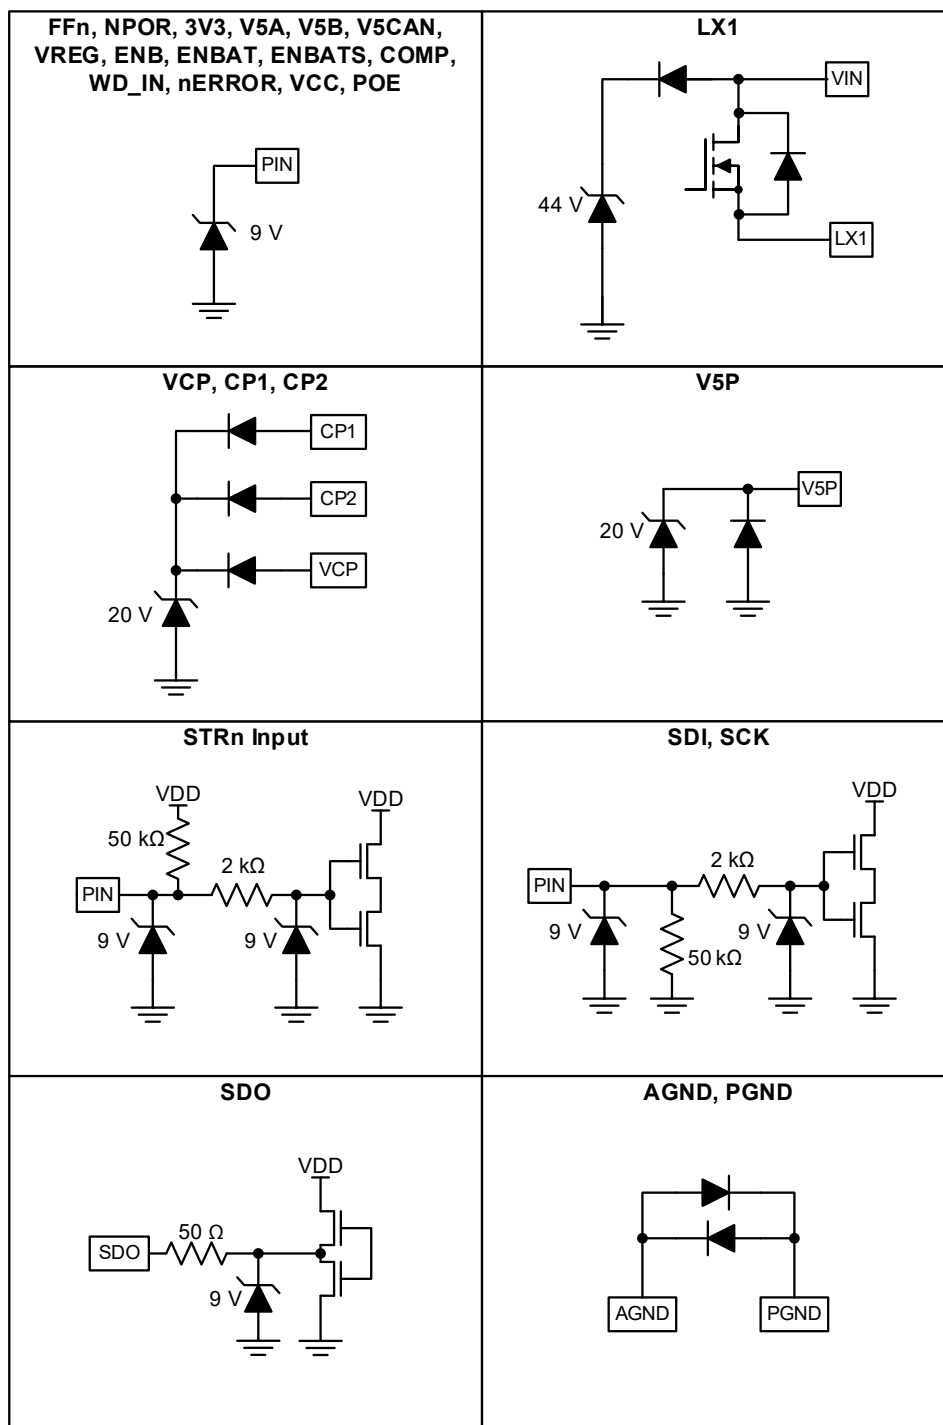 FFn, NPOR, 3V3, V5A, V5B, V5CAN,
VREG, ENB, ENBAT, ENBATS, COMP,
WD_IN, nERROR, VCC, POE
PIN
9 V
LX1
VIN
44 V
LX1
VCP, CP1, CP2
CP1
CP2
VCP
20 V
V5P
V5P
20 V
STRn Input
VDD
VDD
50 kΩ
2 kΩ
PIN
9 V
9 V
SDI, SCK
VDD
2 kΩ
PIN
9 V
9 V
50 kΩ
SDO
VDD
50 Ω
SDO
9 V
AGND, PGND
AGND
PGND